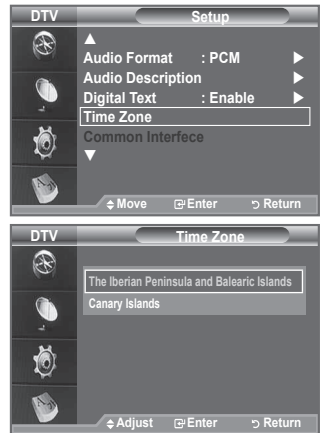 DTV Setup
▲
Audio Format : PCM ▶
Audio Description ▶
Digital Text : Enable ▶
Time Zone
Common Interfece
▼
Move Enter Return
DTV Time Zone
The Iberian Peninsula and Balearic Islands
Canary Islands
Adjust Enter Return